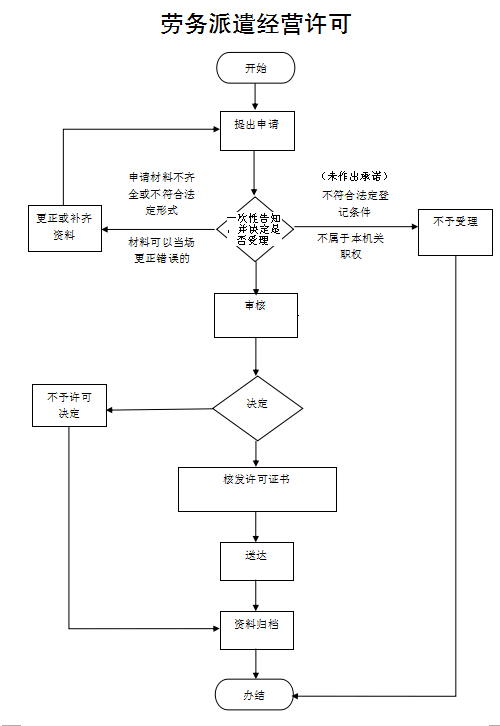 劳务派遣经营许可
开始
提出申请
申请材料不齐
全或不符合法
定形式
（未作出承诺）
不符合法定登
记条件
一次性告知
，并决定是
否受理
更正或补齐
资料
不予受理
材料可以当场
更正错误的
不属于本机关
职权
审核
不予许可
决定
决定
核发许可证书
送达
资料归档
办结